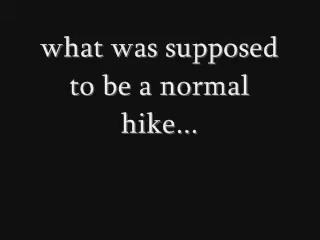 what was supposed
to be a normal
hike...